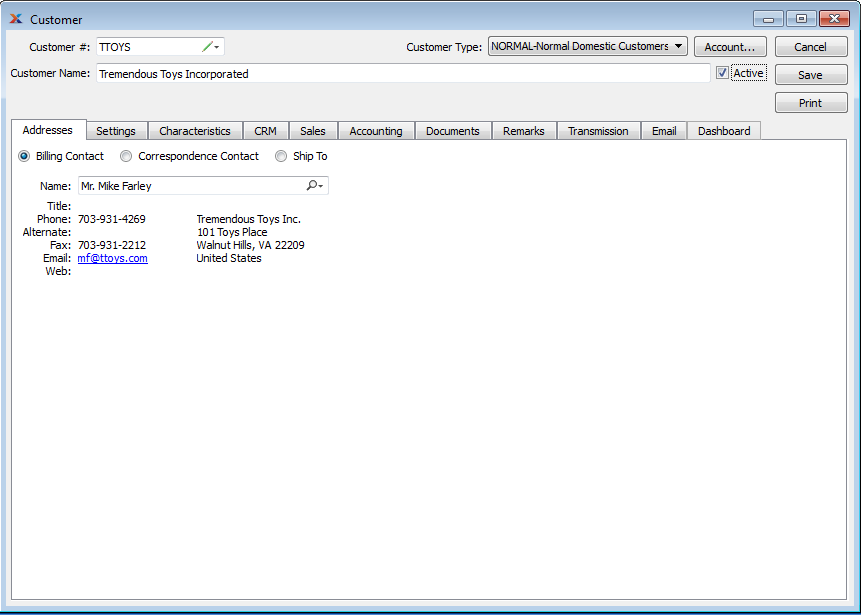 Customer
Customer #: TTOYS Customer Type: NORMAL-Normal Domestic Customers Account... Cancel
Customer Name: Tremendous Toys Incorporated Active Save
Print
Addresses Settings Characteristics CRM Sales Accounting Documents Remarks Transmission Email Dashboard
Billing Contact Correspondence Contact Ship To
Name: Mr. Mike Farley
Title:
Phone: 703-931-4269 Tremendous Toys Inc.
Alternate: 101 Toys Place
Fax: 703-931-2212 Walnut Hills, VA 22209
Email: mf@ttoys.com United States
Web: